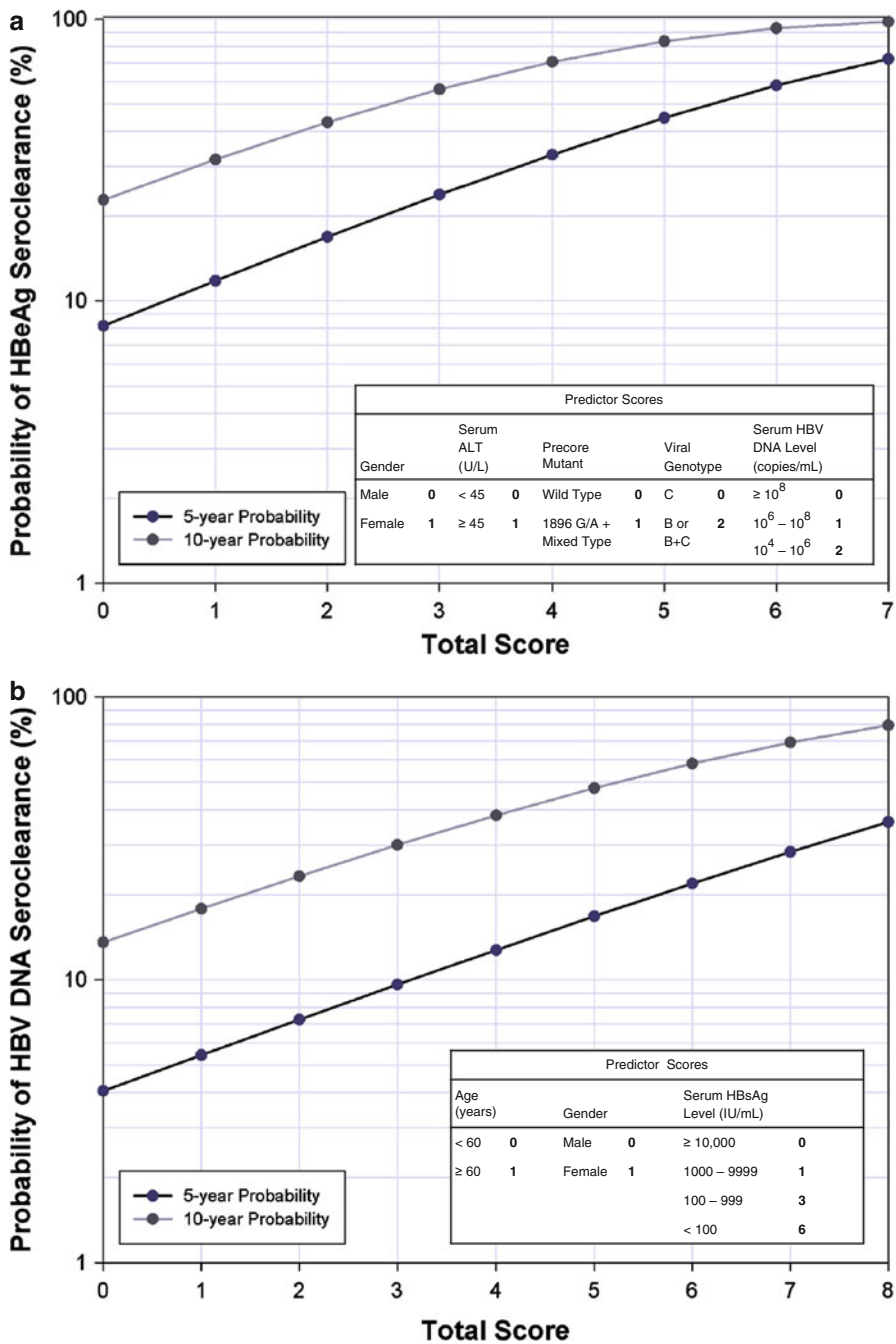 a
Probability of HBeAg Seroclearance (%)
100
10
1
5-year Probability
10-year Probability
Predictor Scores
Gender Serum ALT (U/L) Precore Mutant Viral Genotype Serum HBV DNA Level (copies/mL)
Male 0 < 45 0 Wild Type 0 C 0 ≥ 10^8 0
Female 1 ≥ 45 1 1896 G/A + Mixed Type 1 B or B+C 2 10^6 – 10^8 1
10^4 – 10^6 2
0 1 2 3 4 5 6 7
Total Score
b
Probability of HBV DNA Seroclearance (%)
100
10
1
5-year Probability
10-year Probability
Predictor Scores
Age (years) Gender Serum HBsAg Level (IU/mL)
< 60 0 Male 0 ≥ 10,000 0
≥ 60 1 Female 1 1000 – 9999 1
100 – 999 3
< 100 6
0 1 2 3 4 5 6 7 8
Total Score